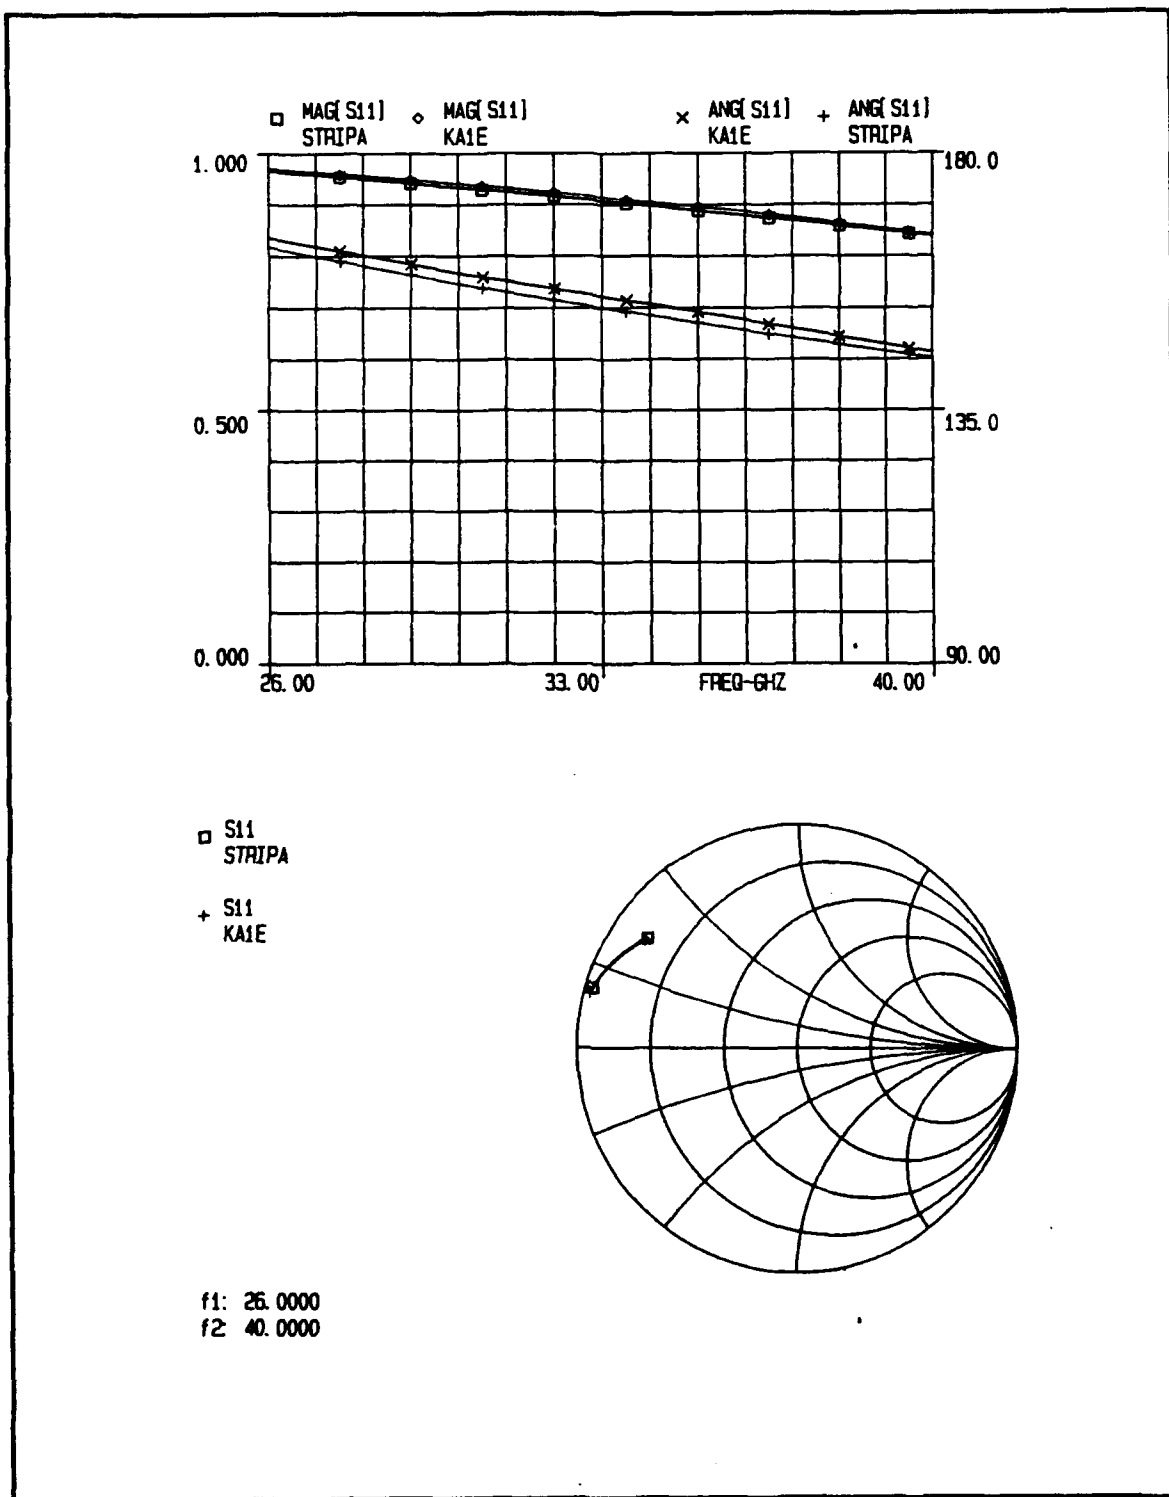 □ MAG[S11] ◇ MAG[S11] × ANG[S11] + ANG[S11]
STRIPA KA1E KA1E STRIPA
1.000 180.0
0.500 135.0
0.000 90.00
26.00 33.00 FREQ-GHZ 40.00
□ S11
STRIPA
+ S11
KA1E
f1: 26.0000
f2: 40.0000